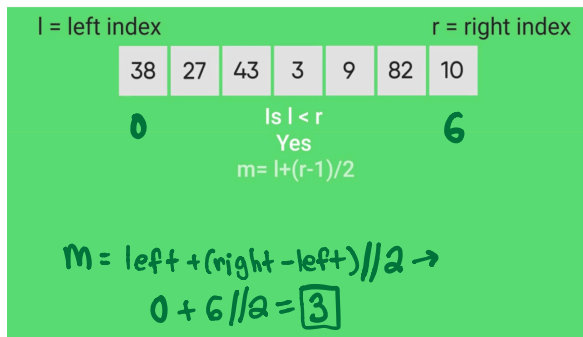 l = left index r = right index
38 27 43 3 9 82 10
0 6
Is l < r
Yes
m= l+(r-1)/2
m = left + (right - left)//2 →
0 + 6//2 = 3